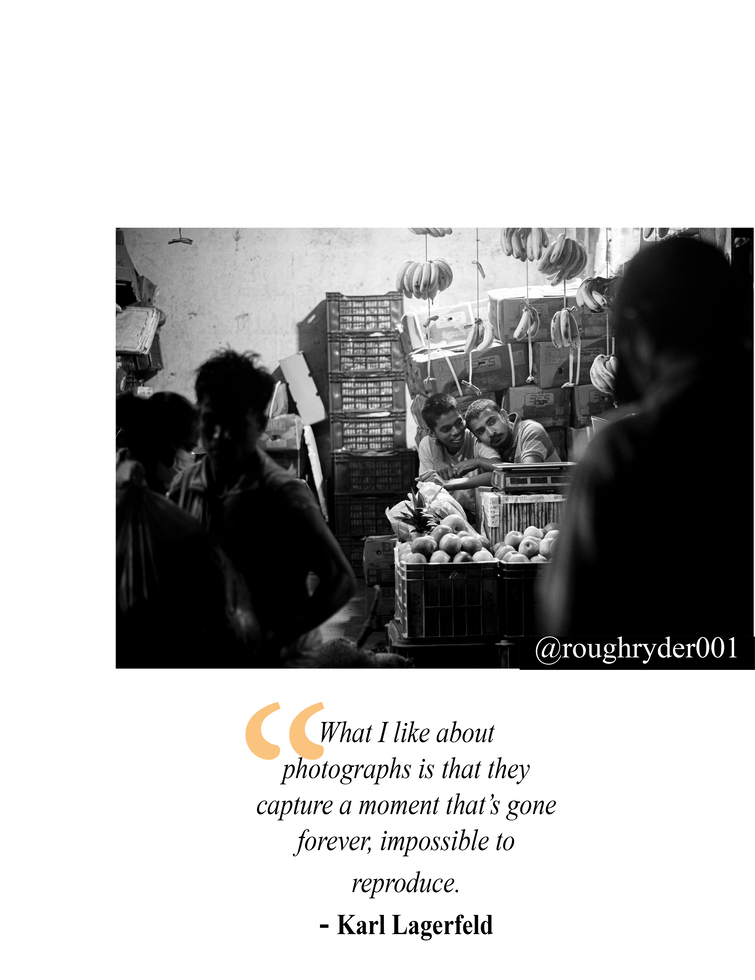 @roughryder001
What I like about
photographs is that they
capture a moment that’s gone
forever, impossible to
reproduce.
- Karl Lagerfeld